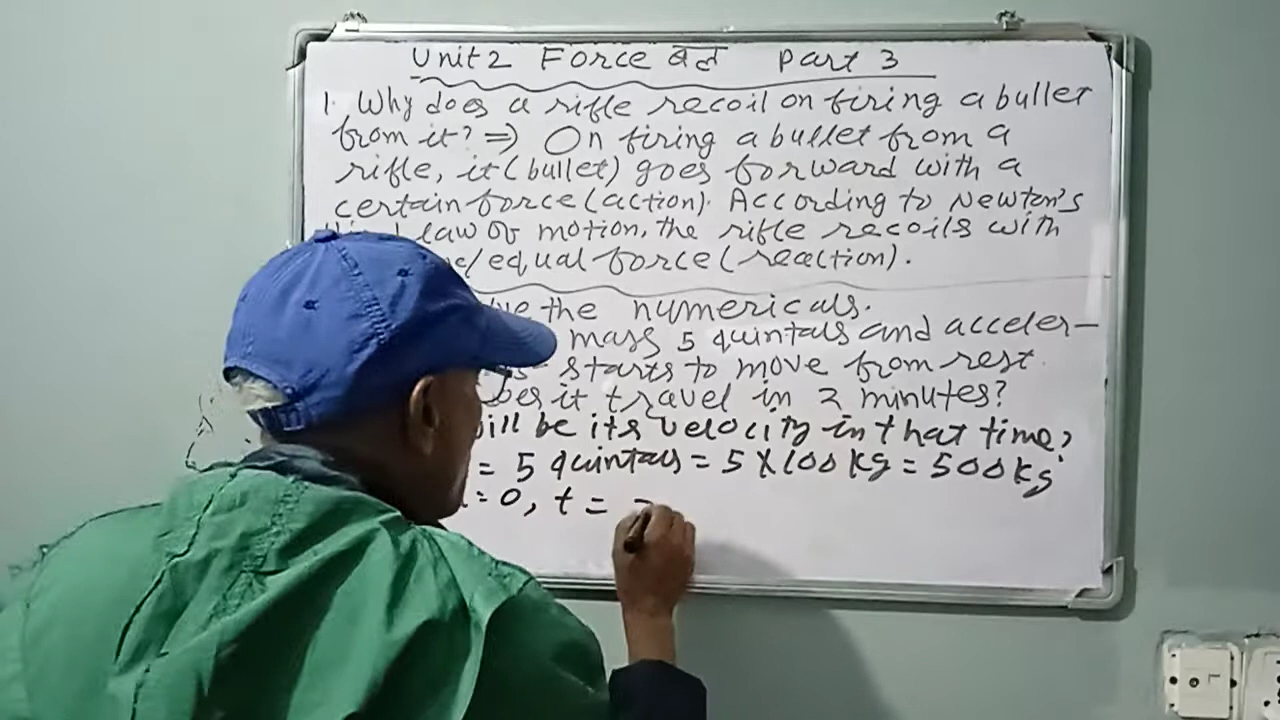 Unit 2 Force बल Part 3
1. Why does a rifle recoil on firing a bullet
from it? ⇒ On firing a bullet from a
rifle, it (bullet) goes forward with a
certain force (action). According to Newton's
law of motion, the rifle recoils with
/equal force (reaction).
the numericals.
mass 5 quintals and acceler-
starts to move from rest.
it travel in 2 minutes?
will be its velocity in that time?
= 5 quintals = 5 X 100 kg = 500 kg
= 0, t =